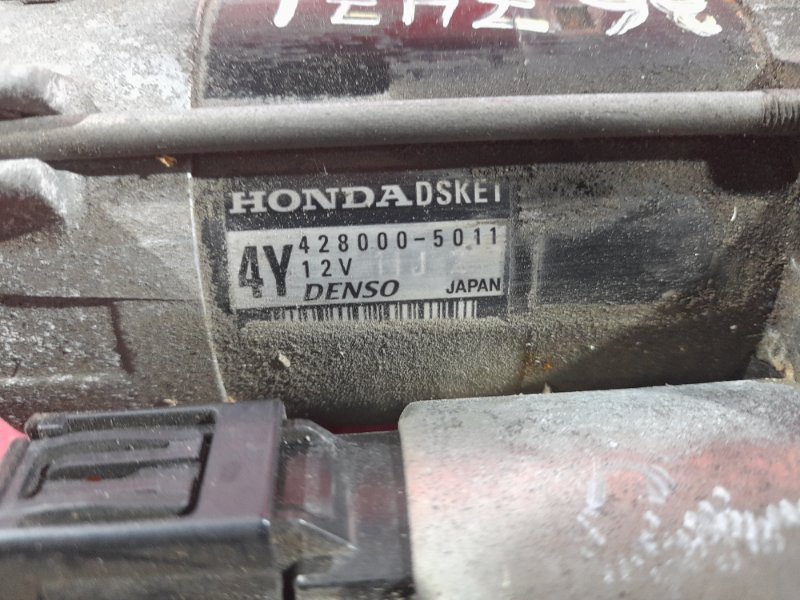 HONDA DSKET
4Y 428000-5011
12V
DENSO JAPAN